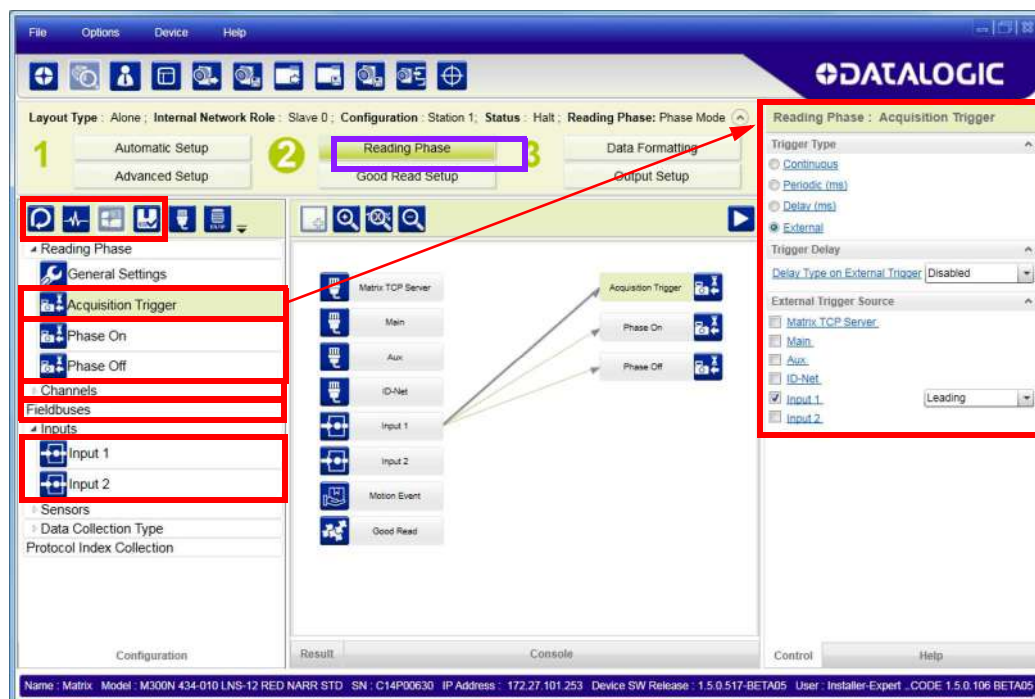 File Options Device Help
DATALOGIC
Layout Type : Alone ; Internal Network Role : Slave 0 ; Configuration : Station 1; Status : Halt ; Reading Phase: Phase Mode
1 Automatic Setup 2 Reading Phase 3 Data Formatting
Advanced Setup Good Read Setup Output Setup
Reading Phase
General Settings
Acquisition Trigger
Phase On
Phase Off
Channels
Fieldbuses
Inputs
Input 1
Input 2
Sensors
Data Collection Type
Protocol Index Collection
Configuration
Matrix TCP Server
Main
Aux
ID-Net
Input 1
Input 2
Motion Event
Good Read
Acquisition Trigger
Phase On
Phase Off
Result Console
Reading Phase : Acquisition Trigger
Trigger Type
Continuous
Periodic (ms)
Delay (ms)
External
Trigger Delay
Delay Type on External Trigger Disabled
External Trigger Source
Matrix TCP Server
Main
Aux
ID-Net
Input 1 Leading
Input 2
Control Help
Name : Matrix Model : M300N 434-010 LNS-12 RED NARR STD SN : C14P00630 IP Address : 172.27.101.253 Device SW Release : 1.5.0.517-BETA05 User : Installer-Expert ..CODE 1.5.0.106 BETA08